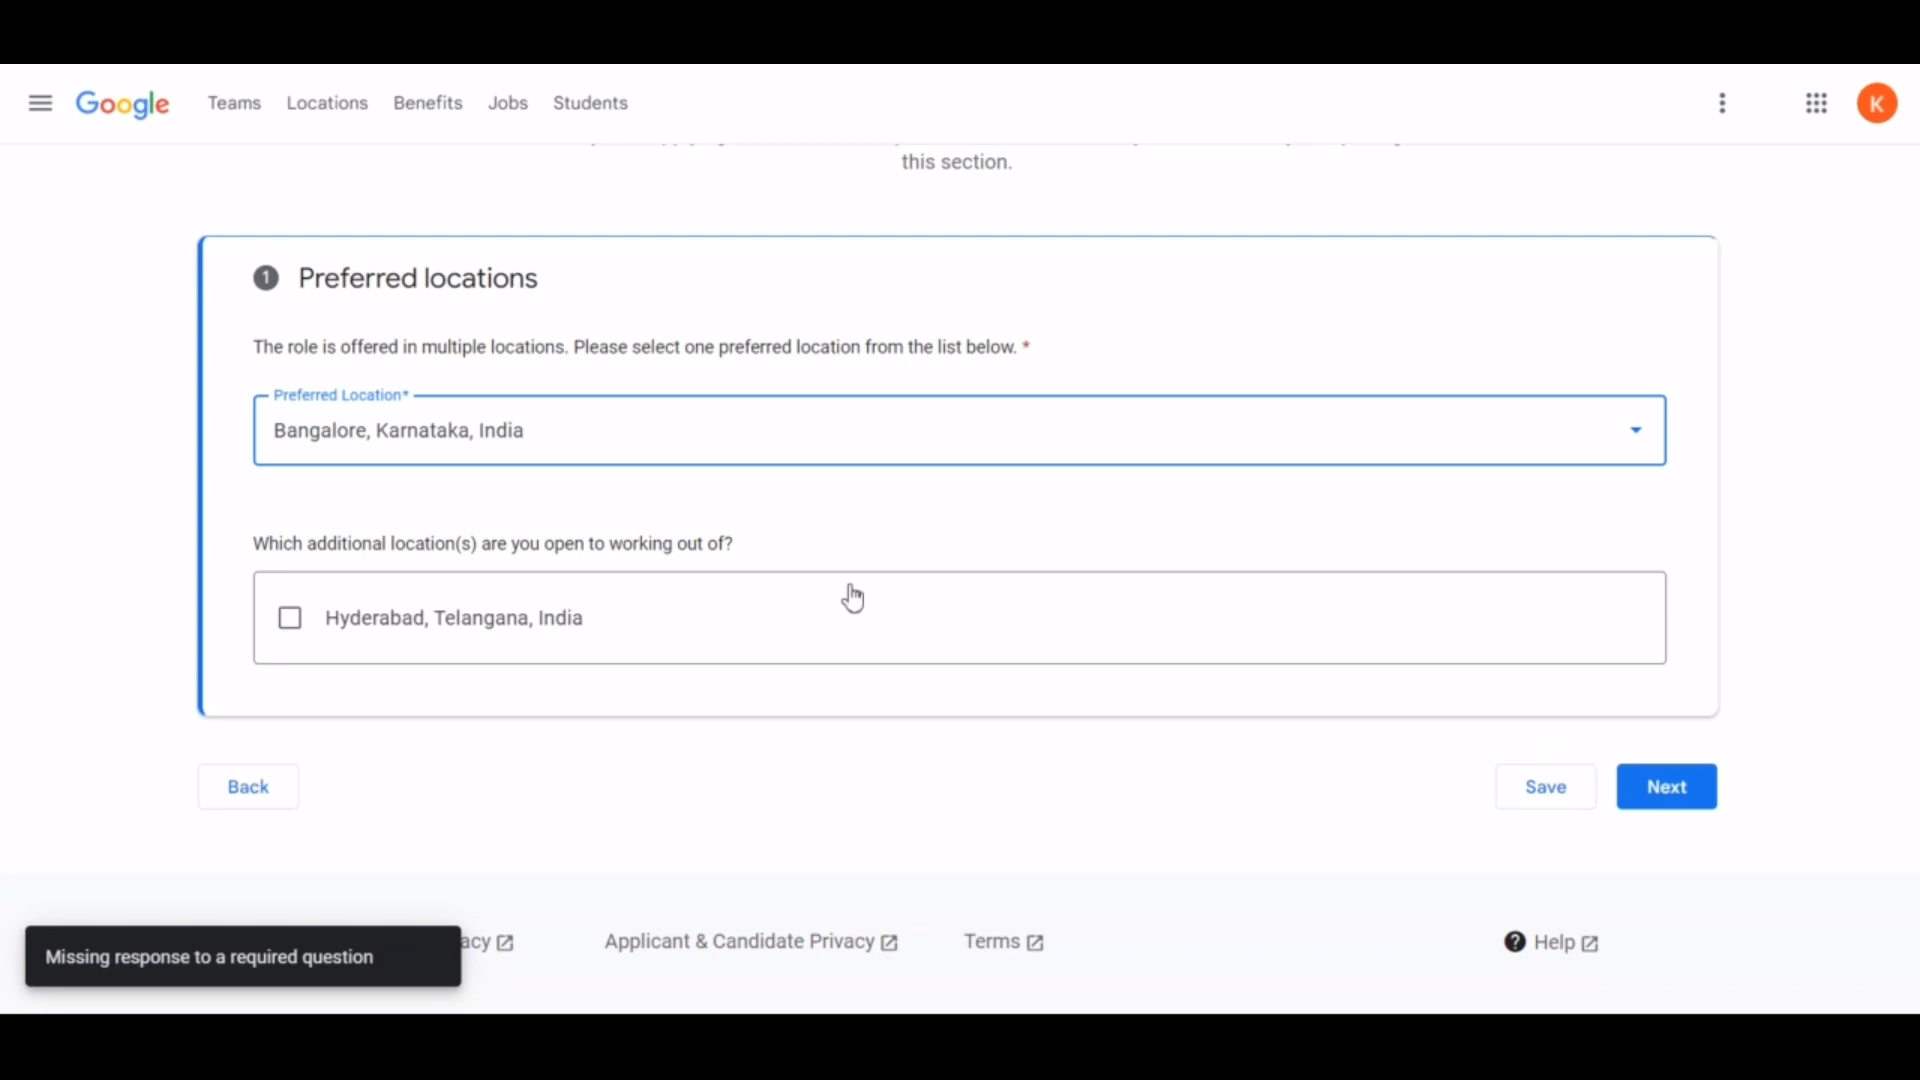 Google Teams Locations Benefits Jobs Students K
this section.
1 Preferred locations
The role is offered in multiple locations. Please select one preferred location from the list below. *
Preferred Location*
Bangalore, Karnataka, India
Which additional location(s) are you open to working out of?
Hyderabad, Telangana, India
Back Save Next
acy Applicant & Candidate Privacy Terms ? Help
Missing response to a required question